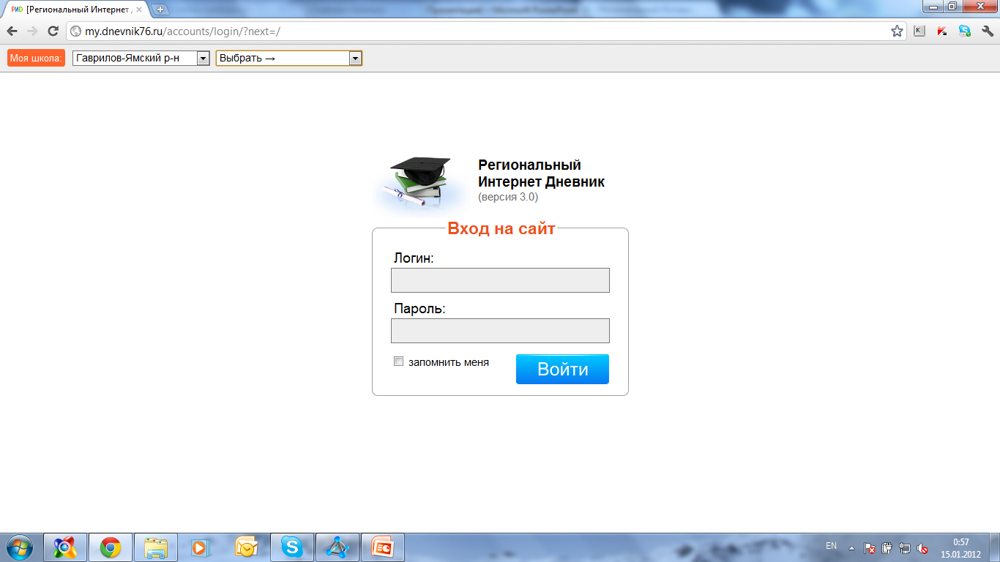 РИД [Региональный Интернет
my.dnevnik76.ru/accounts/login/?next=/
Моя школа: Гаврилов-Ямский р-н Выбрать →
Региональный
Интернет Дневник
(версия 3.0)
Вход на сайт
Логин:
Пароль:
запомнить меня Войти
EN 0:57
15.01.2012